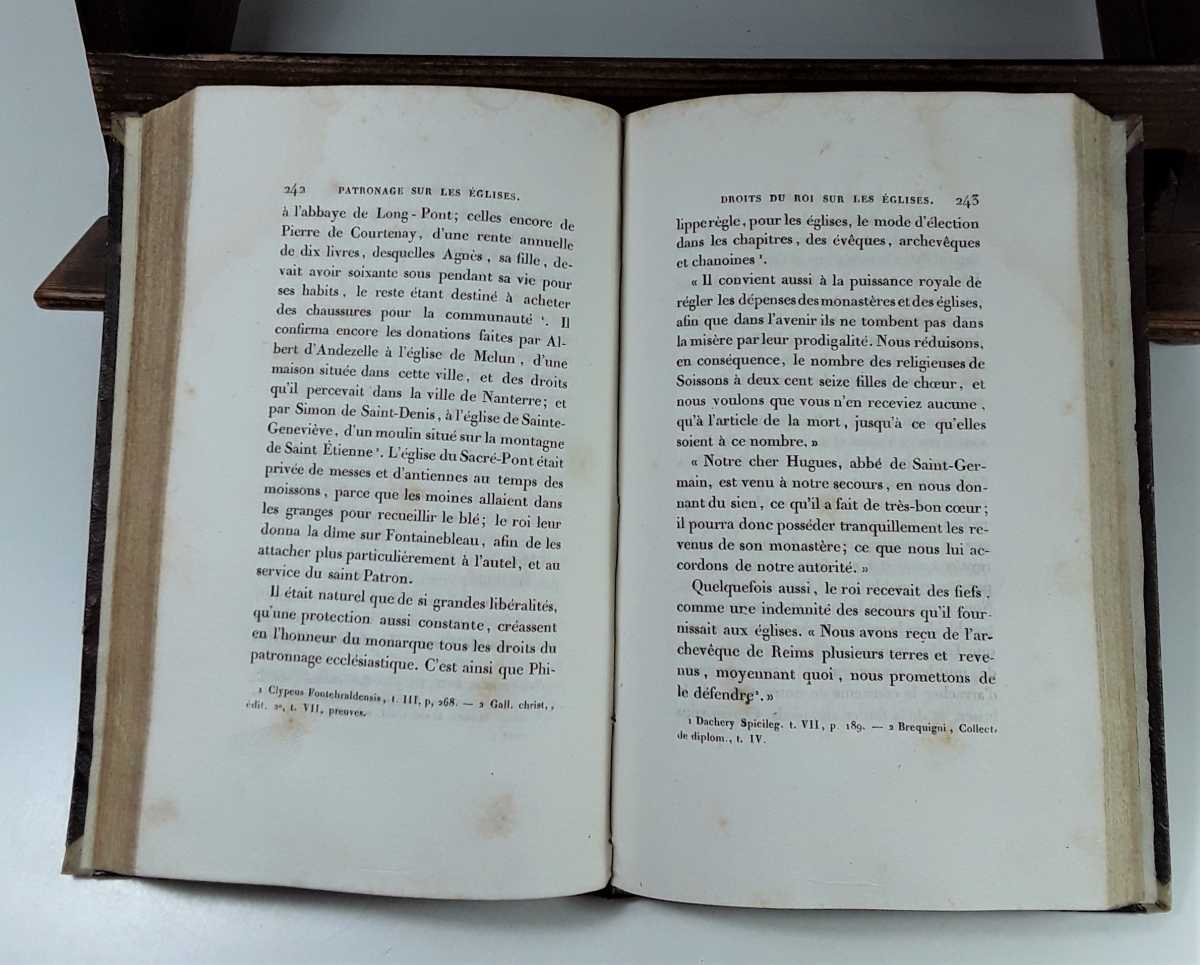 242 PATRONAGE SUR LES ÉGLISES.
à l'abbaye de Long-Pont; celles encore de
Pierre de Courtenay, d'une rente annuelle
de dix livres, desquelles Agnès, sa fille, de-
vait avoir soixante sous pendant sa vie pour
ses habits, le reste étant destiné à acheter
des chaussures pour la communauté ¹. Il
confirma encore les donations faites par Al-
bert d'Andezelle à l'église de Melun, d'une
maison située dans cette ville, et des droits
qu'il percevait dans la ville de Nanterre; et
par Simon de Saint-Denis, à l'église de Sainte-
Geneviève, d'un moulin situé sur la montagne
de Saint Étienne ². L'église du Sacré-Pont était
privée de messes et d'antiennes au temps des
moissons, parce que les moines allaient dans
les granges pour recueillir le blé; le roi leur
donna la dîme sur Fontainebleau, afin de les
attacher plus particulièrement à l'autel, et au
service du saint Patron.
Il était naturel que de si grandes libéralités,
qu'une protection aussi constante, créassent
en l'honneur du monarque tous les droits du
patronnage ecclésiastique. C'est ainsi que Phi-
1 Clypeus Fontebraldensis, t. III, p, 268. — 2 Gall. christ.,
édit. 2ᵉ, t. VII, preuves.
DROITS DU ROI SUR LES ÉGLISES. 243
lippe règle, pour les églises, le mode d'élection
dans les chapitres, des évêques, archevêques
et chanoines ¹.
« Il convient aussi à la puissance royale de
régler les dépenses des monastères et des églises,
afin que dans l'avenir ils ne tombent pas dans
la misère par leur prodigalité. Nous réduisons,
en conséquence, le nombre des religieuses de
Soissons à deux cent seize filles de chœur, et
nous voulons que vous n'en receviez aucune,
qu'à l'article de la mort, jusqu'à ce qu'elles
soient à ce nombre. »
« Notre cher Hugues, abbé de Saint-Ger-
main, est venu à notre secours, en nous don-
nant du sien, ce qu'il a fait de très-bon cœur;
il pourra donc posséder tranquillement les re-
venus de son monastère; ce que nous lui ac-
cordons de notre autorité. »
Quelquefois aussi, le roi recevait des fiefs,
comme une indemnité des secours qu'il four-
nissait aux églises. « Nous avons reçu de l'ar-
chevêque de Reims plusieurs terres et reve-
nus, moyennant quoi, nous promettons de
le défendre ². »
1 Dachery Spicileg. t. VII, p. 189. — 2 Brequigni, Collect.
de diplom., t. IV.